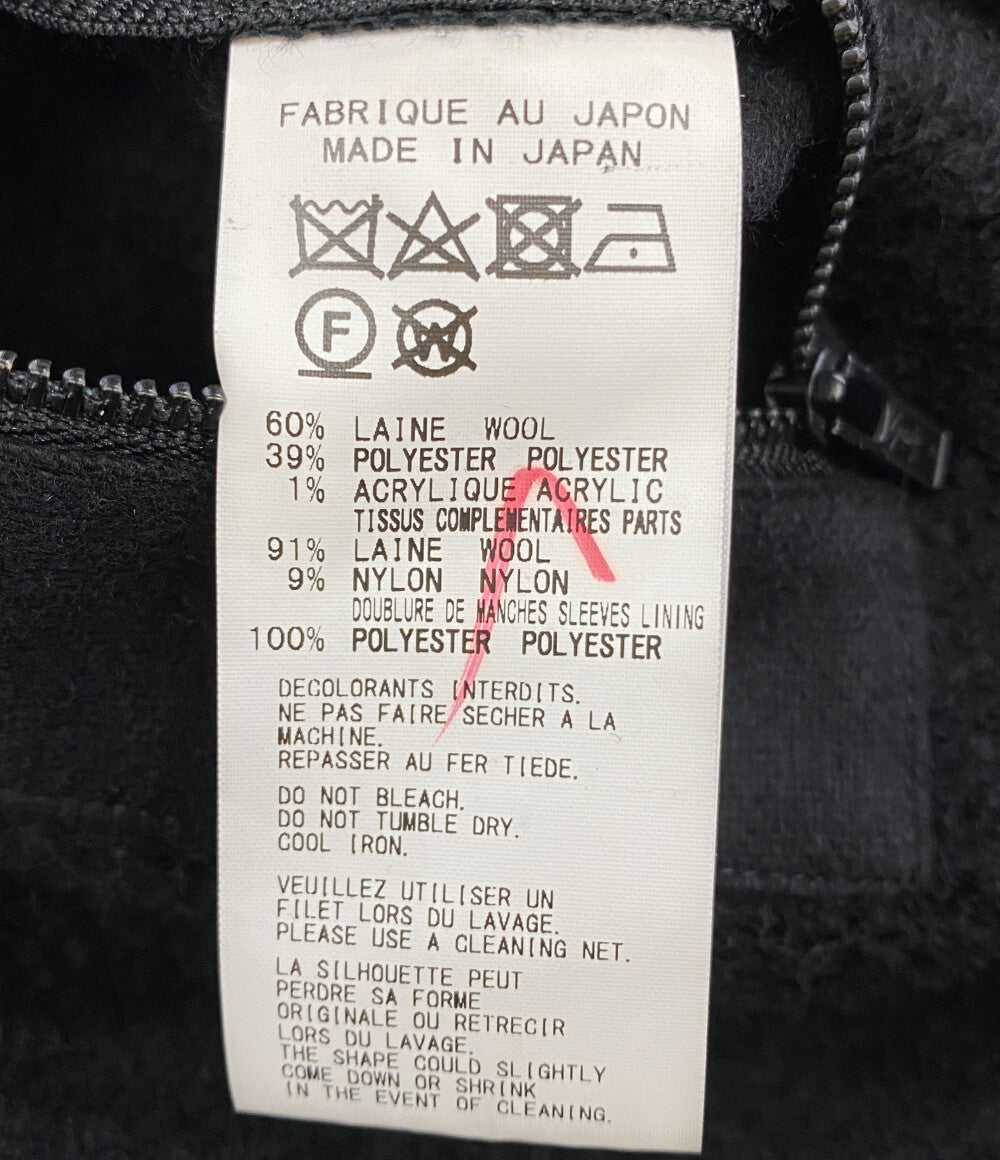 FABRIQUE AU JAPON
MADE IN JAPAN
F W
60% LAINE WOOL
39% POLYESTER POLYESTER
1% ACRYLIQUE ACRYLIC
TISSUS COMPLEMENTAIRES PARTS
91% LAINE WOOL
9% NYLON NYLON
DOUBLURE DE MANCHES SLEEVES LINING
100% POLYESTER POLYESTER
DECOLORANTS INTERDITS.
NE PAS FAIRE SECHER A LA
MACHINE.
REPASSER AU FER TIEDE.
DO NOT BLEACH.
DO NOT TUMBLE DRY.
COOL IRON.
VEUILLEZ UTILISER UN
FILET LORS DU LAVAGE.
PLEASE USE A CLEANING NET.
LA SILHOUETTE PEUT
PERDRE SA FORME
ORIGINALE OU RETRECIR
LORS DU LAVAGE.
THE SHAPE COULD SLIGHTLY
COME DOWN OR SHRINK
IN THE EVENT OF CLEANING.